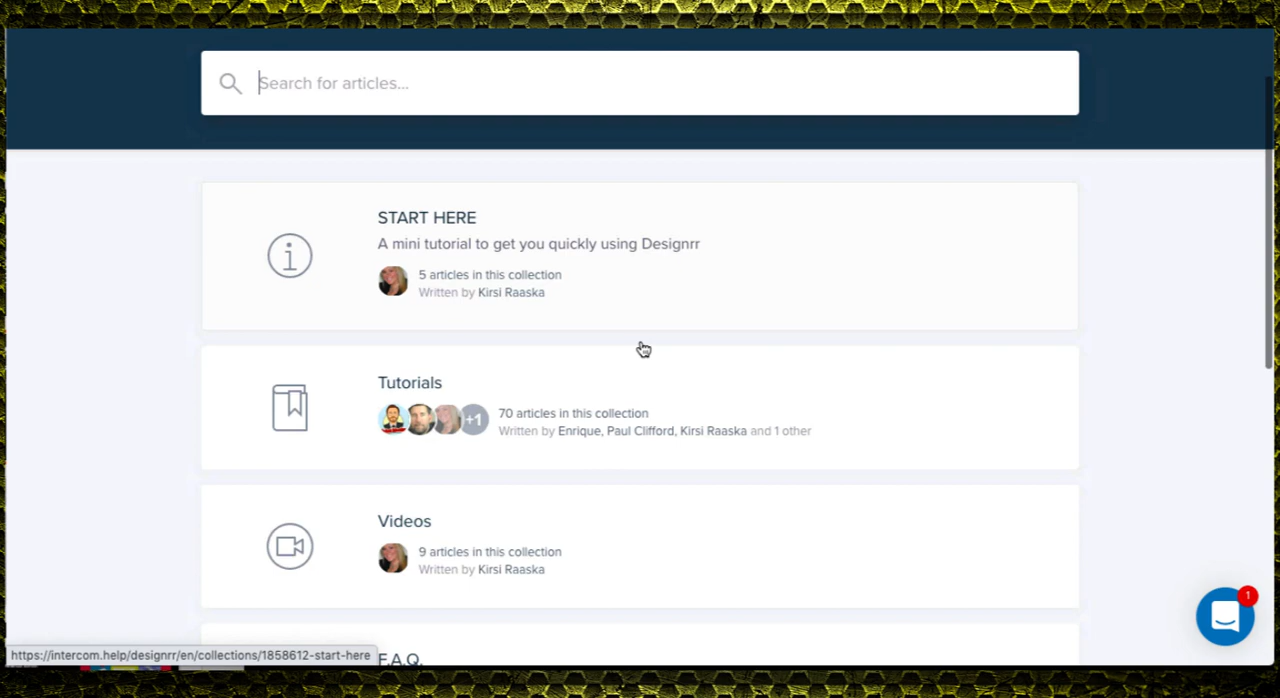 Search for articles...
START HERE
A mini tutorial to get you quickly using Designrr
5 articles in this collection
Written by Kirsi Raaska
Tutorials
+1
70 articles in this collection
Written by Enrique, Paul Clifford, Kirsi Raaska and 1 other
Videos
9 articles in this collection
Written by Kirsi Raaska
1
https://intercom.help/designrr/en/collections/1858612-start-here
F.A.Q.